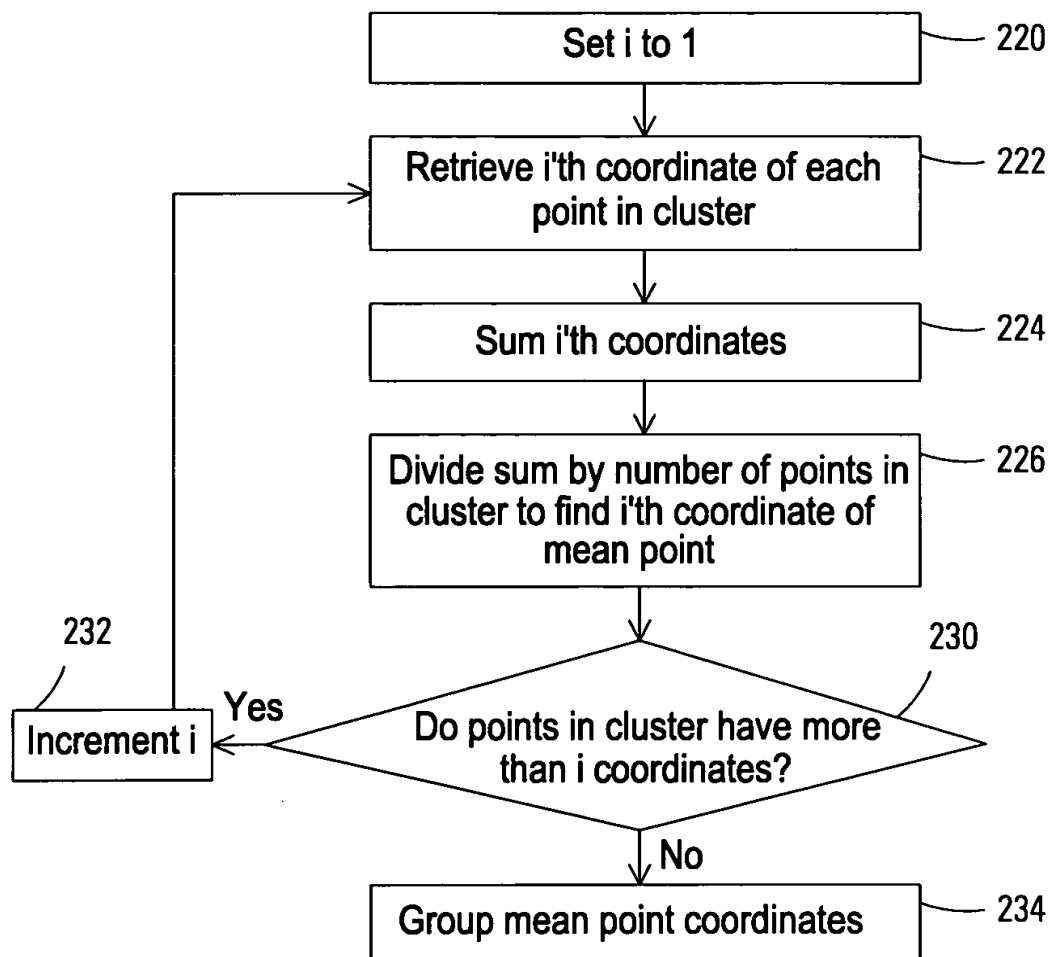 Set i to 1
220
Retrieve i'th coordinate of each
point in cluster
222
Sum i'th coordinates
224
Divide sum by number of points in
cluster to find i'th coordinate of
mean point
226
232
Increment i
Yes
230
Do points in cluster have more
than i coordinates?
No
Group mean point coordinates
234